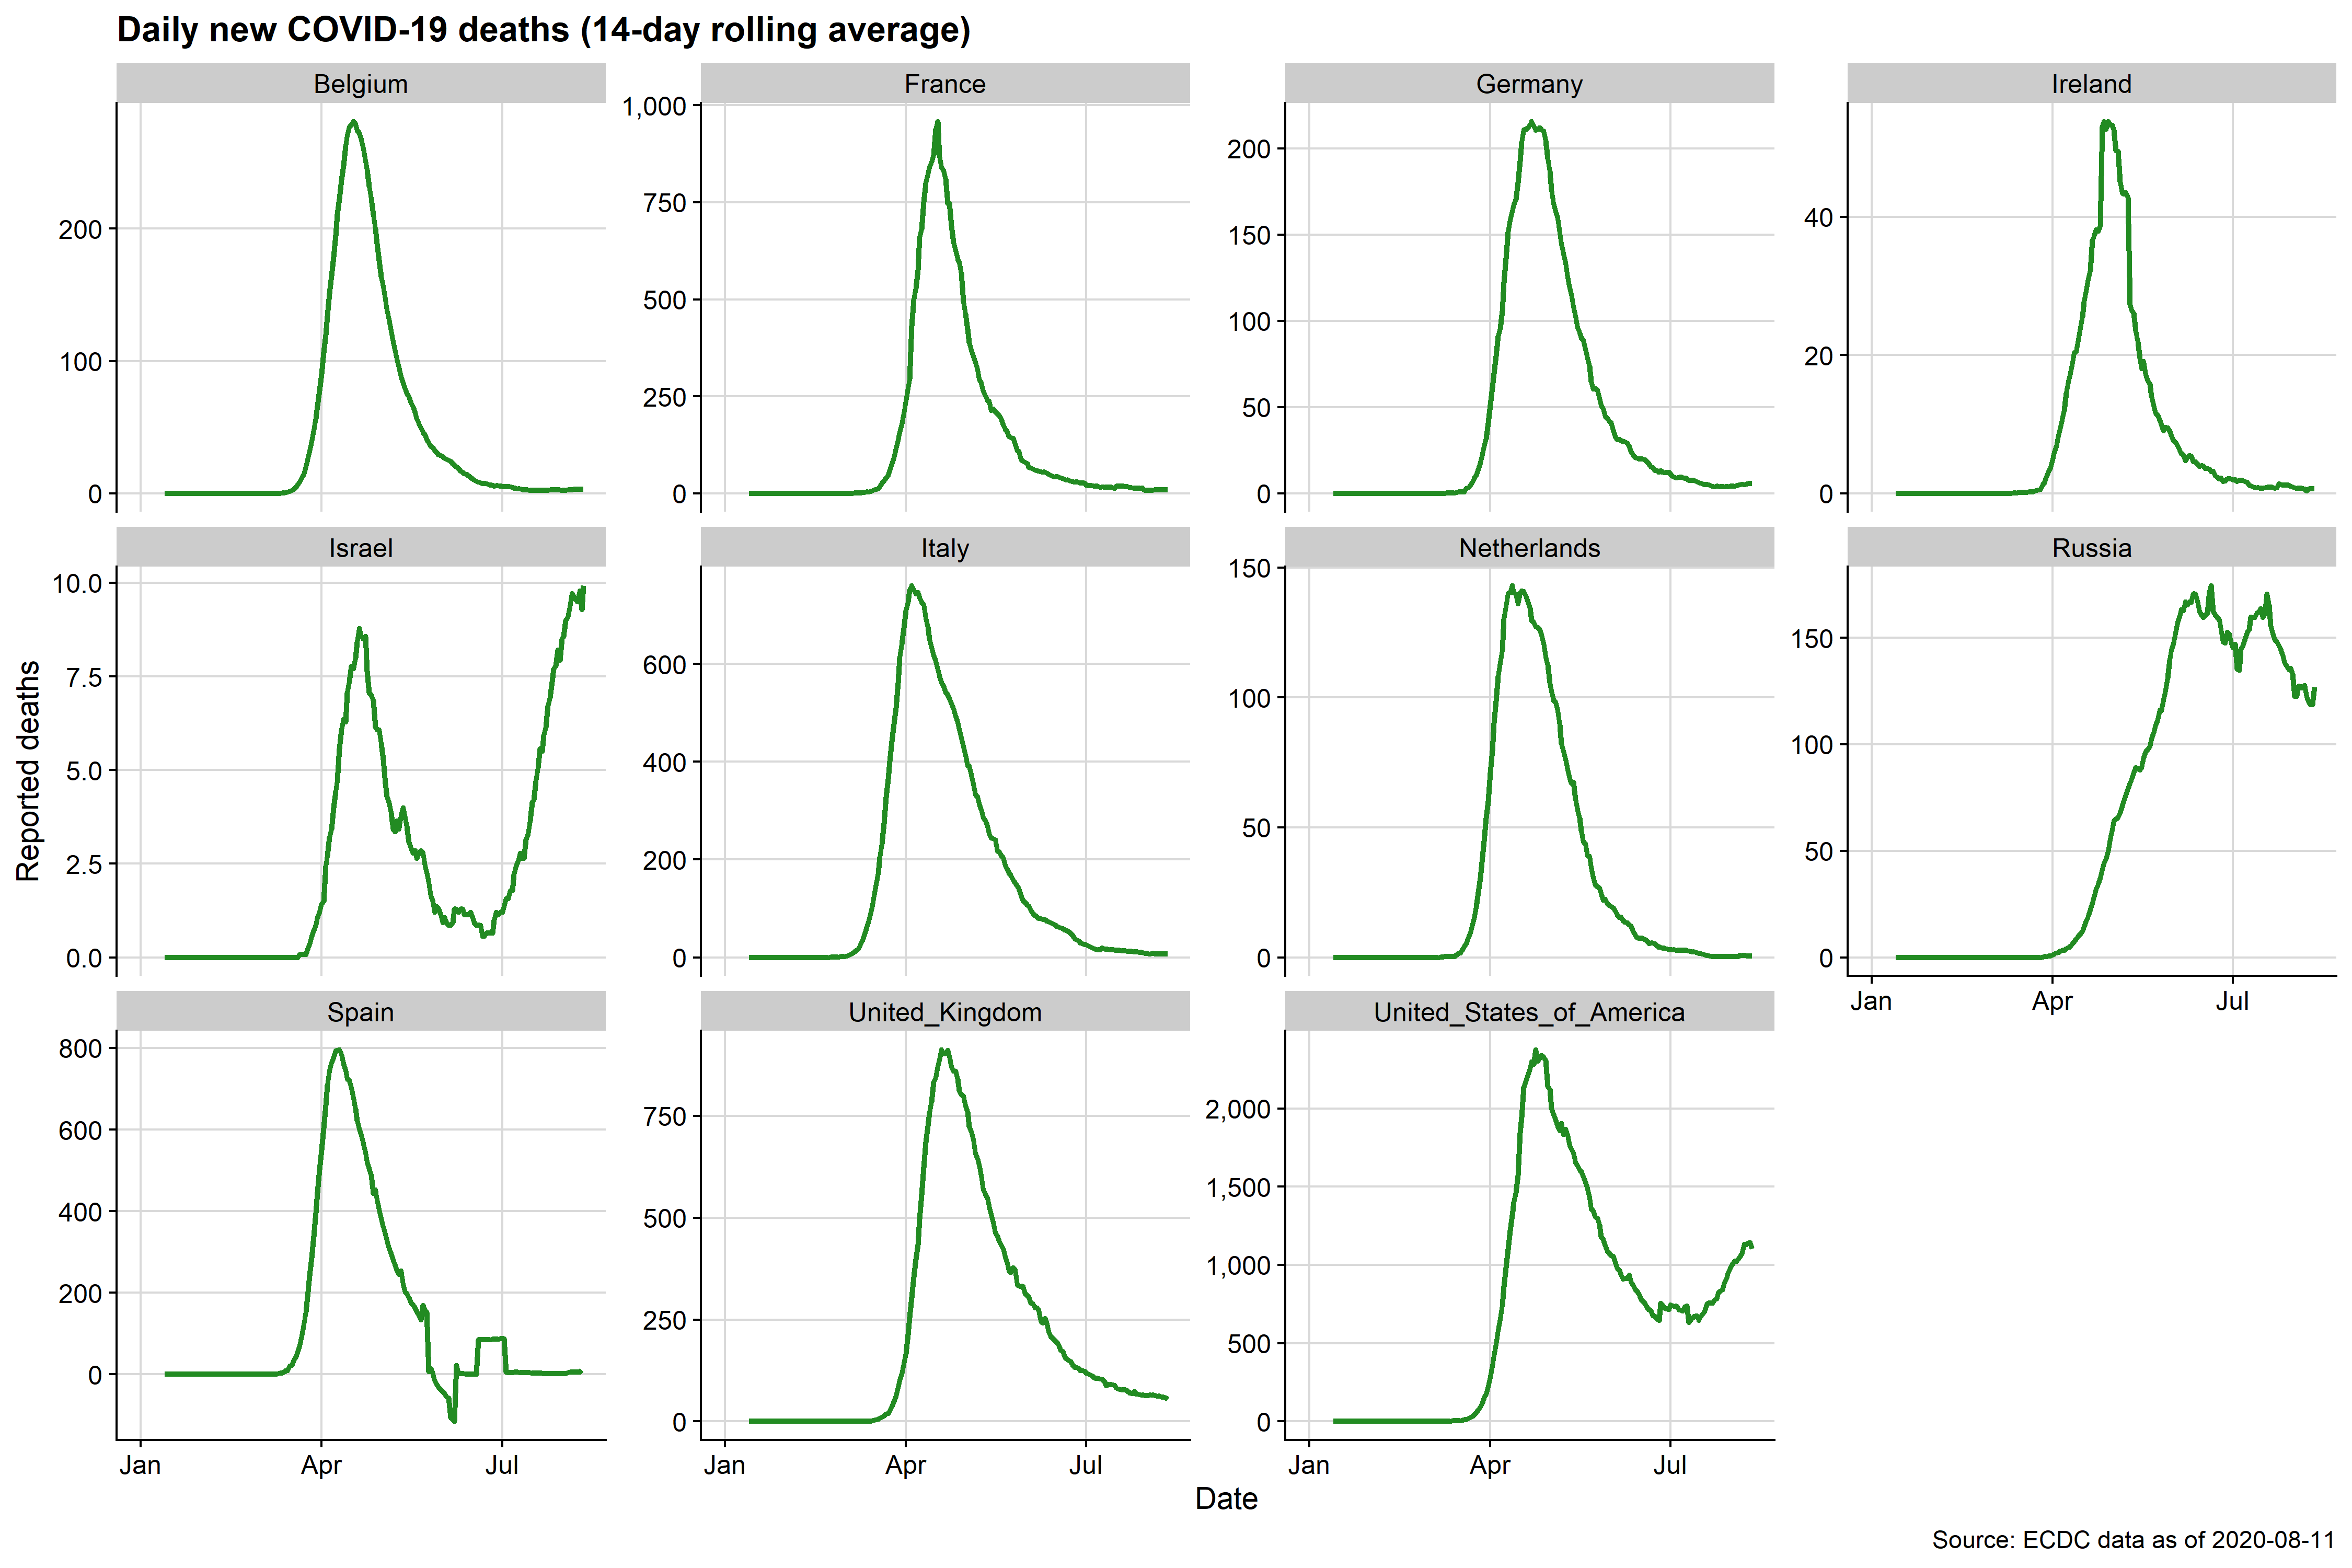 Daily new COVID-19 deaths (14-day rolling average)
Belgium
France
Germany
Ireland
200
100
0
1,000
750
500
250
0
200
150
100
50
0
40
20
0
Israel
Italy
Netherlands
Russia
10.0
7.5
5.0
2.5
0.0
600
400
200
0
150
100
50
0
150
100
50
0
Jan Apr Jul
Spain
United_Kingdom
United_States_of_America
800
600
400
200
0
750
500
250
0
2,000
1,500
1,000
500
0
Jan Apr Jul
Jan Apr Jul
Jan Apr Jul
Reported deaths
Date
Source: ECDC data as of 2020-08-11